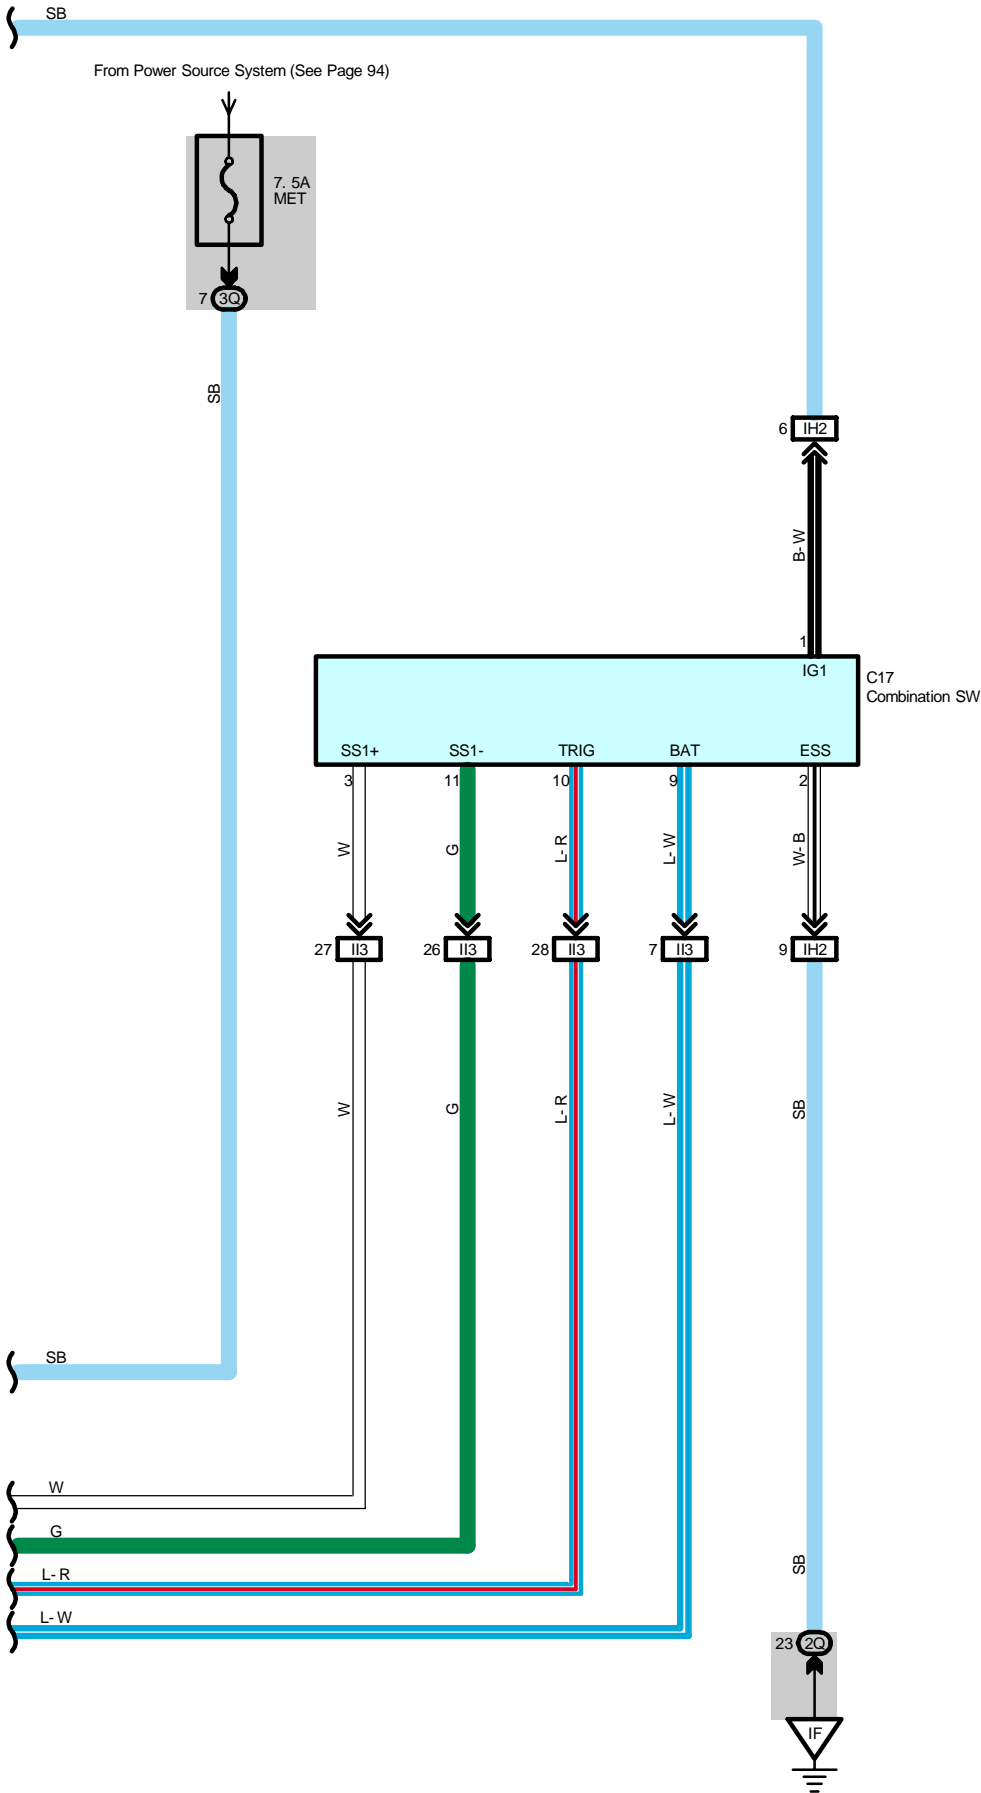 SB
From Power Source System (See Page 94)
7. 5A
MET
7 3Q
SB
6 IH2
B- W
1
IG1
C17
Combination SW
SS1+ SS1- TRIG BAT ESS
3 11 10 9 2
W G L- R L- W W- B
27 II3 26 II3 28 II3 7 II3 9 IH2
W G L- R L- W SB
SB
W
G
L- R
L- W
SB
23 2Q
IF